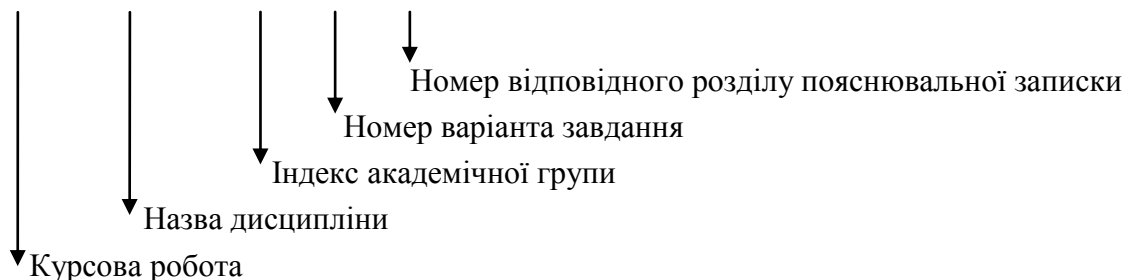 Номер відповідного розділу пояснювальної записки
Номер варіанта завдання
Індекс академічної групи
Назва дисципліни
Курсова робота